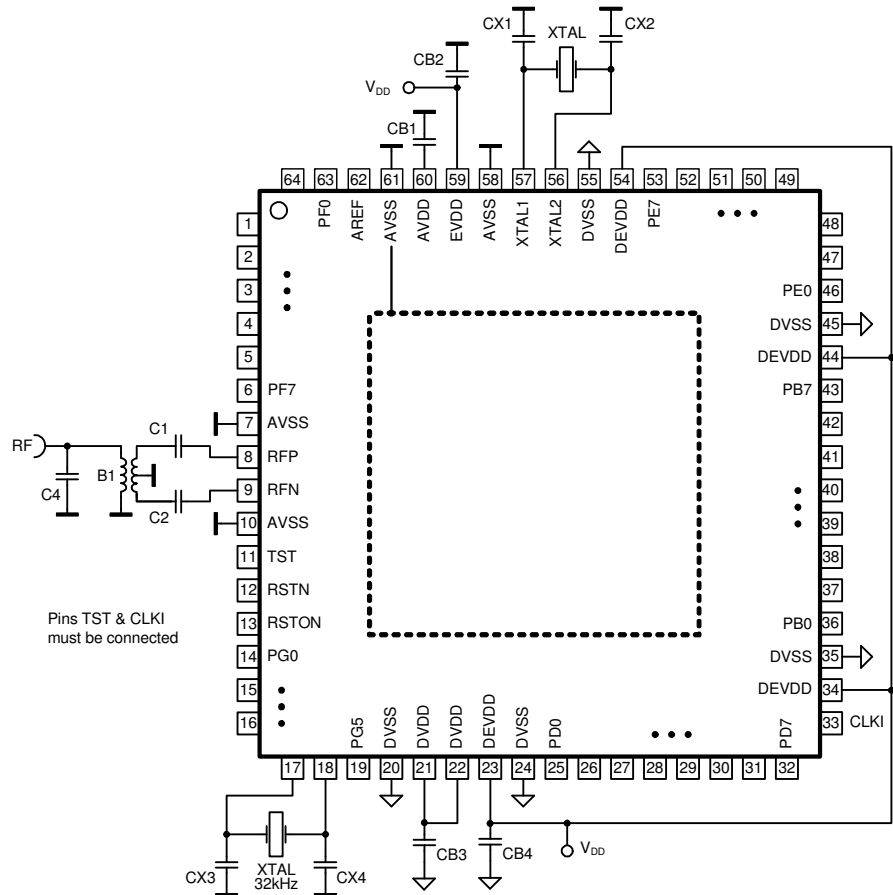 CX1
XTAL
CX2
CB2
V_DD
CB1
64 63 62 61 60 59 58 57 56 55 54 53 52 51 50 49
PF0
AREF
AVSS
AVDD
EVDD
AVSS
XTAL1
XTAL2
DVSS
DEVDD
PE7
1
2
3
4
5
6 PF7
7 AVSS
8 RFP
9 RFN
10 AVSS
11 TST
12 RSTN
13 RSTON
14 PG0
15
16
RF
C1
B1
C4
C2
Pins TST & CLKI
must be connected
48
47
PE0 46
DVSS 45
DEVDD 44
PB7 43
42
41
40
39
38
37
PB0 36
DVSS 35
DEVDD 34
33 CLKI
PG5
DVSS
DVDD
DVDD
DEVDD
DVSS
PD0
PD7
17 18 19 20 21 22 23 24 25 26 27 28 29 30 31 32
CX3
XTAL
32kHz
CX4
CB3
CB4
V_DD